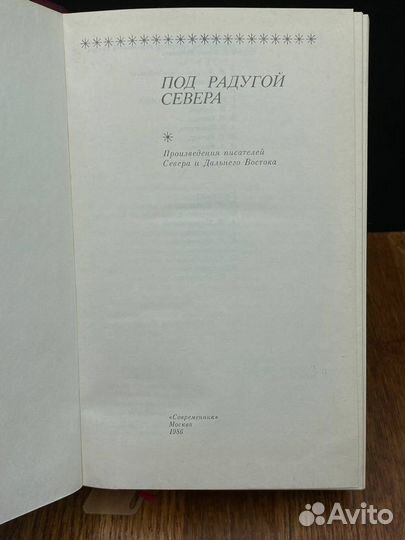 ПОД РАДУГОЙ
СЕВЕРА
Произведения писателей
Севера и Дальнего Востока
«Современник»
Москва
1986
Avito